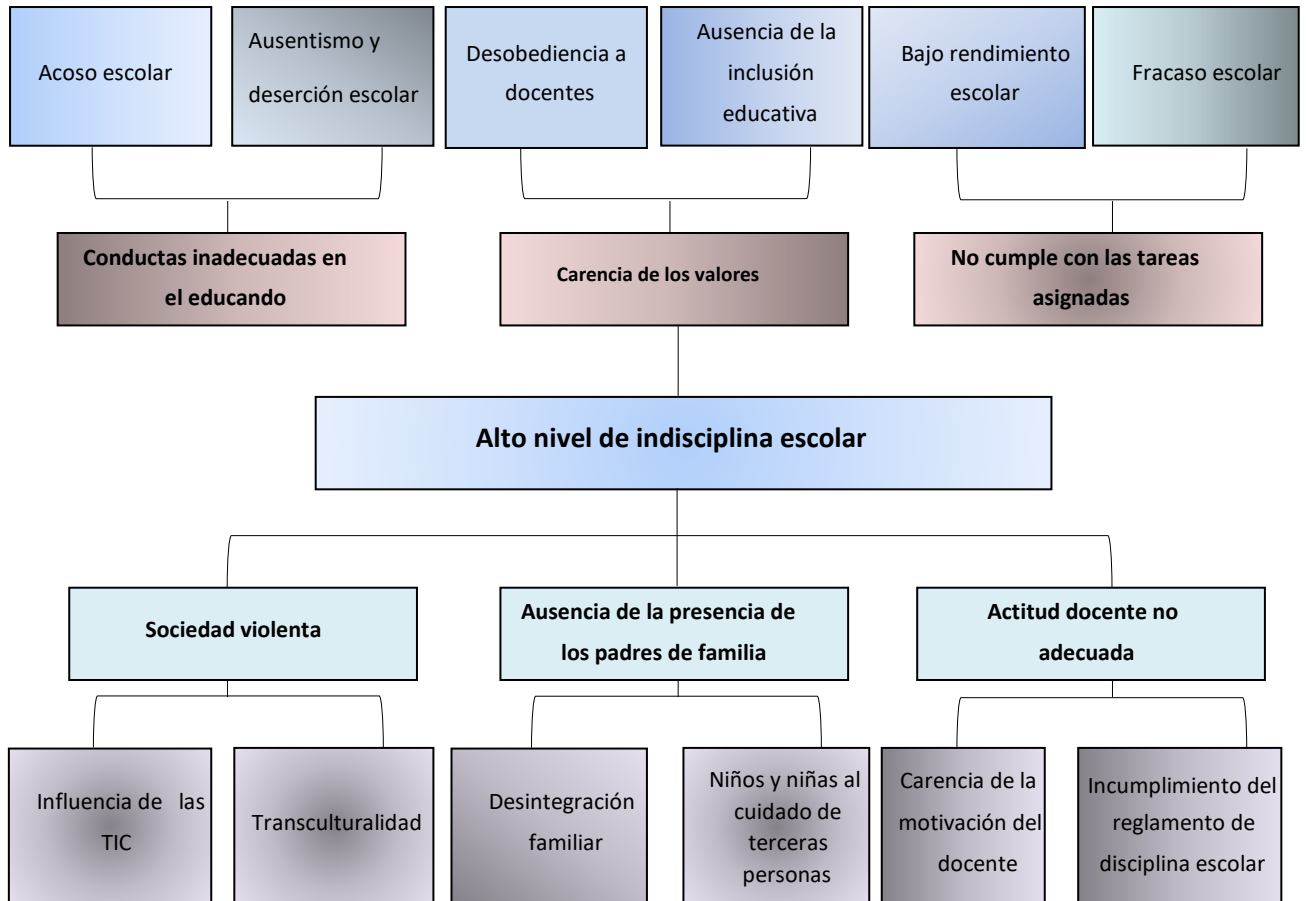 Acoso escolar
Ausentismo y
deserción escolar
Desobediencia a
docentes
Ausencia de la
inclusión
educativa
Bajo rendimiento
escolar
Fracaso escolar
Conductas inadecuadas en
el educando
Carencia de los valores
No cumple con las tareas
asignadas
Alto nivel de indisciplina escolar
Sociedad violenta
Ausencia de la presencia de
los padres de familia
Actitud docente no
adecuada
Influencia de las
TIC
Transculturalidad
Desintegración
familiar
Niños y niñas al
cuidado de
terceras
personas
Carencia de la
motivación del
docente
Incumplimiento del
reglamento de
disciplina escolar